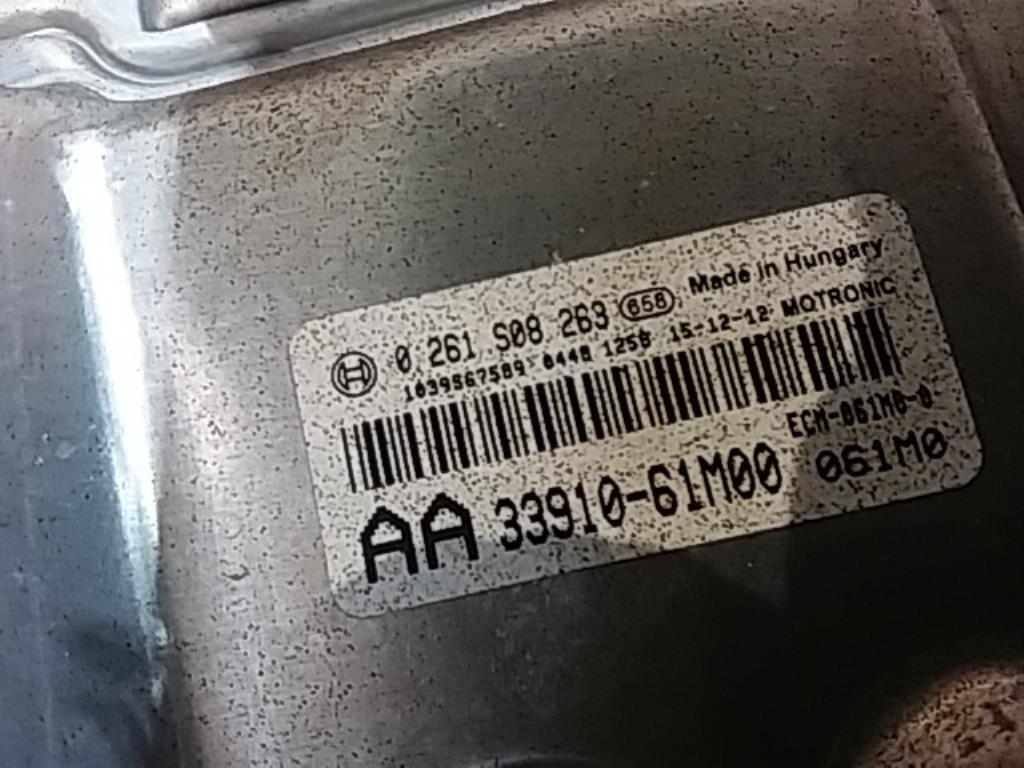 0 261 S08 263 658 Made in Hungary
1039S67589 0448 1258 15-12-12 MOTRONIC
ECM-061M0-0
AA 33910-61M00 061M0